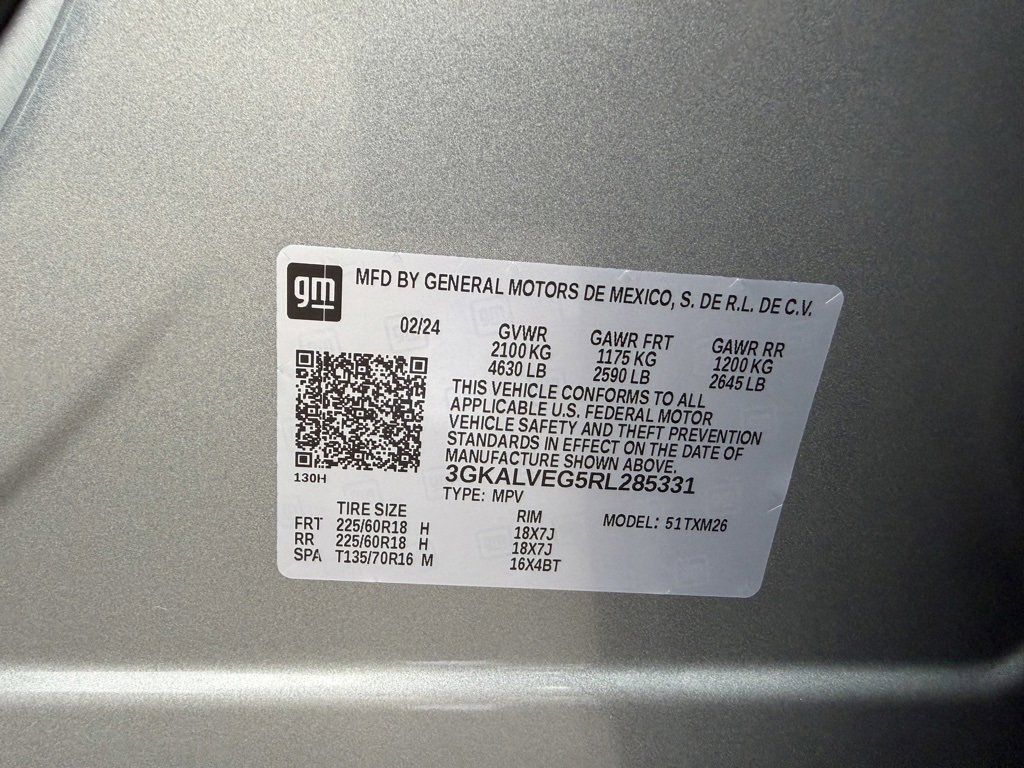 gm
MFD BY GENERAL MOTORS DE MEXICO, S. DE R.L. DE C.V.
02/24 GVWR GAWR FRT GAWR RR
2100 KG 1175 KG 1200 KG
4630 LB 2590 LB 2645 LB
THIS VEHICLE CONFORMS TO ALL
APPLICABLE U.S. FEDERAL MOTOR
VEHICLE SAFETY AND THEFT PREVENTION
STANDARDS IN EFFECT ON THE DATE OF
MANUFACTURE SHOWN ABOVE.
130H
3GKALVEG5RL285331
TYPE: MPV
TIRE SIZE RIM MODEL: 51TXM26
FRT 225/60R18 H 18X7J
RR 225/60R18 H 18X7J
SPA T135/70R16 M 16X4BT